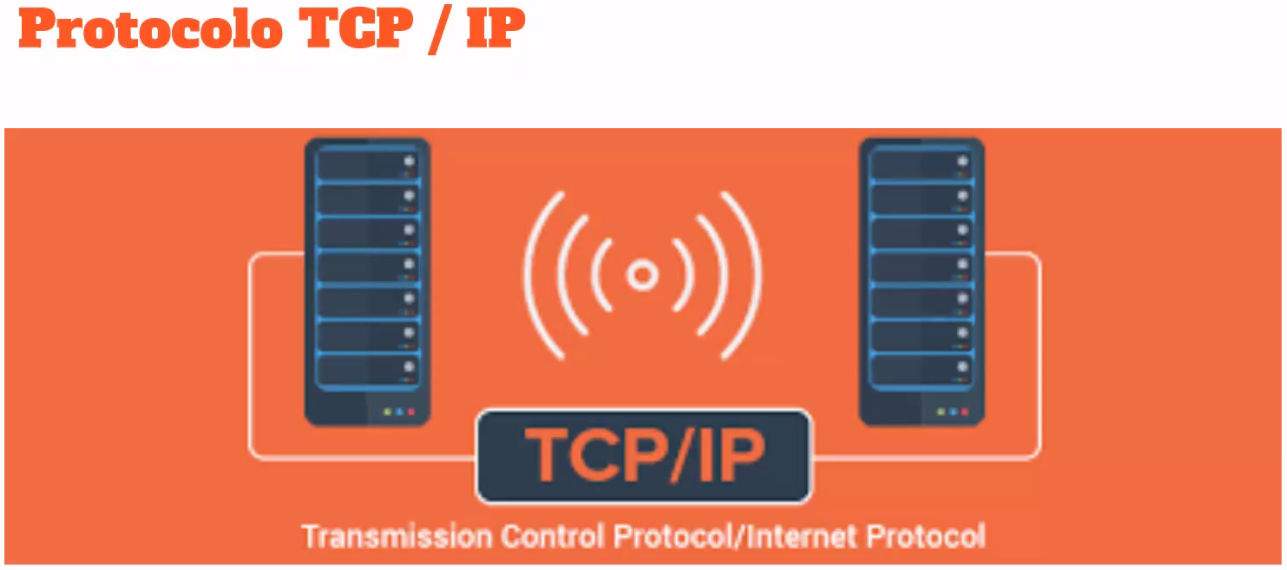 Protocolo TCP / IP
TCP/IP
Transmission Control Protocol/Internet Protocol